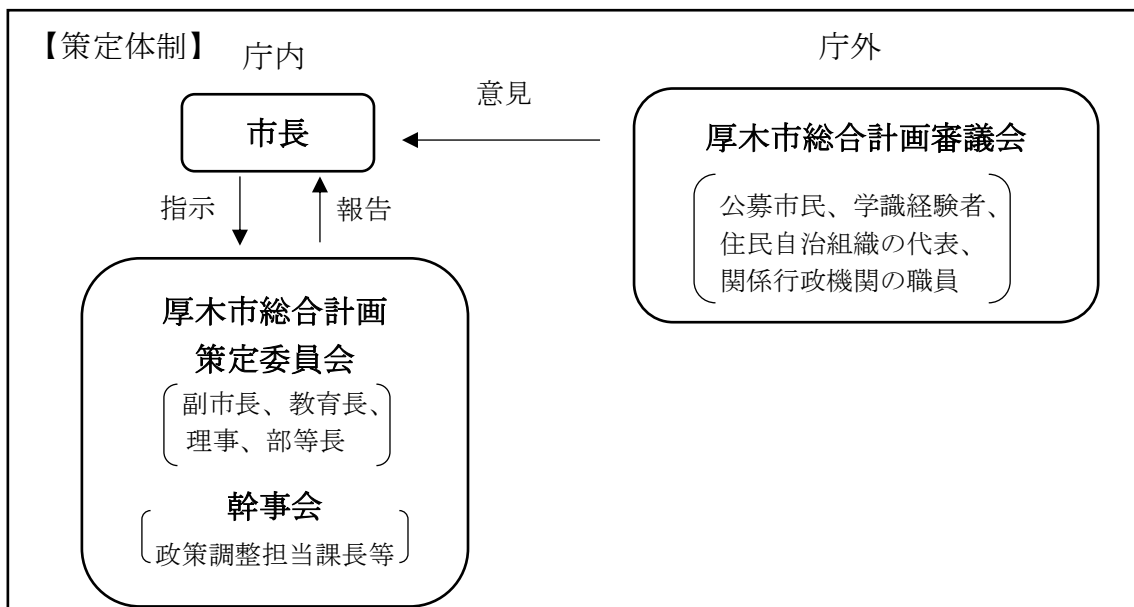 【策定体制】
庁内
庁外
市長
意見
厚木市総合計画審議会
公募市民、学識経験者、
住民自治組織の代表、
関係行政機関の職員
指示
報告
厚木市総合計画
策定委員会
副市長、教育長、
理事、部等長
幹事会
政策調整担当課長等